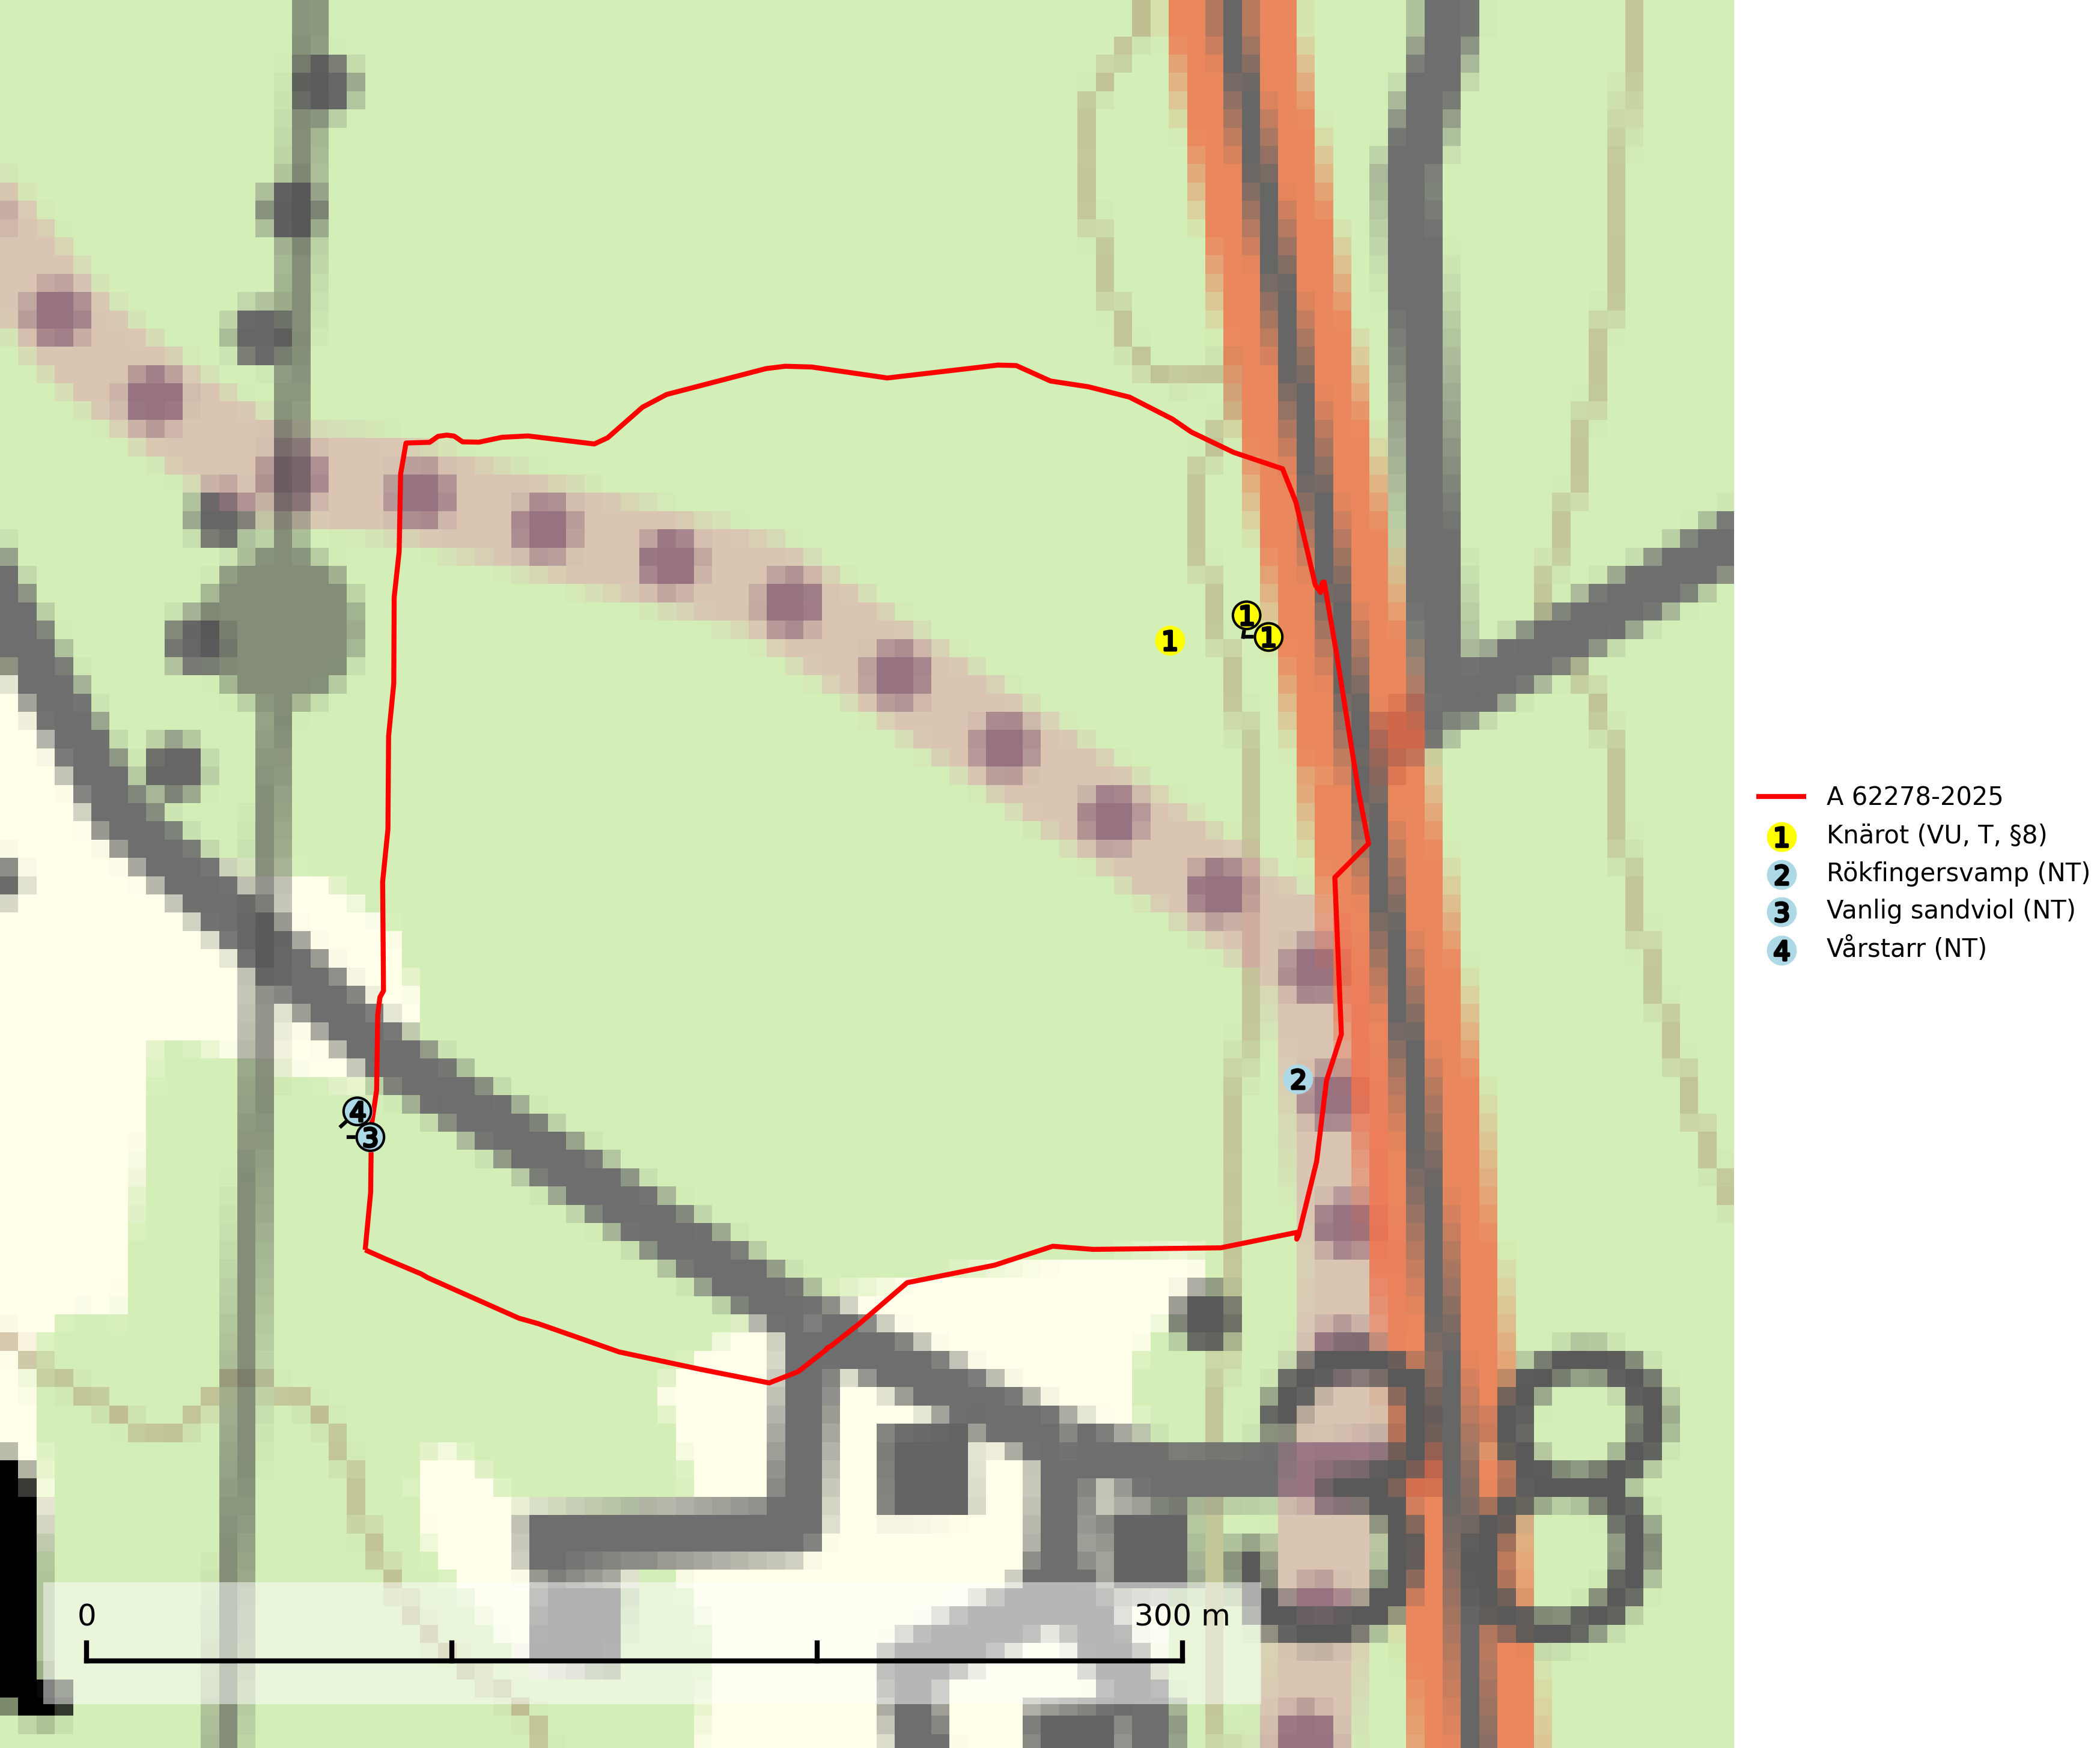 1
1
1
2
4
3
A 62278-2025
1 Knärot (VU, T, §8)
2 Rökfingersvamp (NT)
3 Vanlig sandviol (NT)
4 Vårstarr (NT)
0 300 m